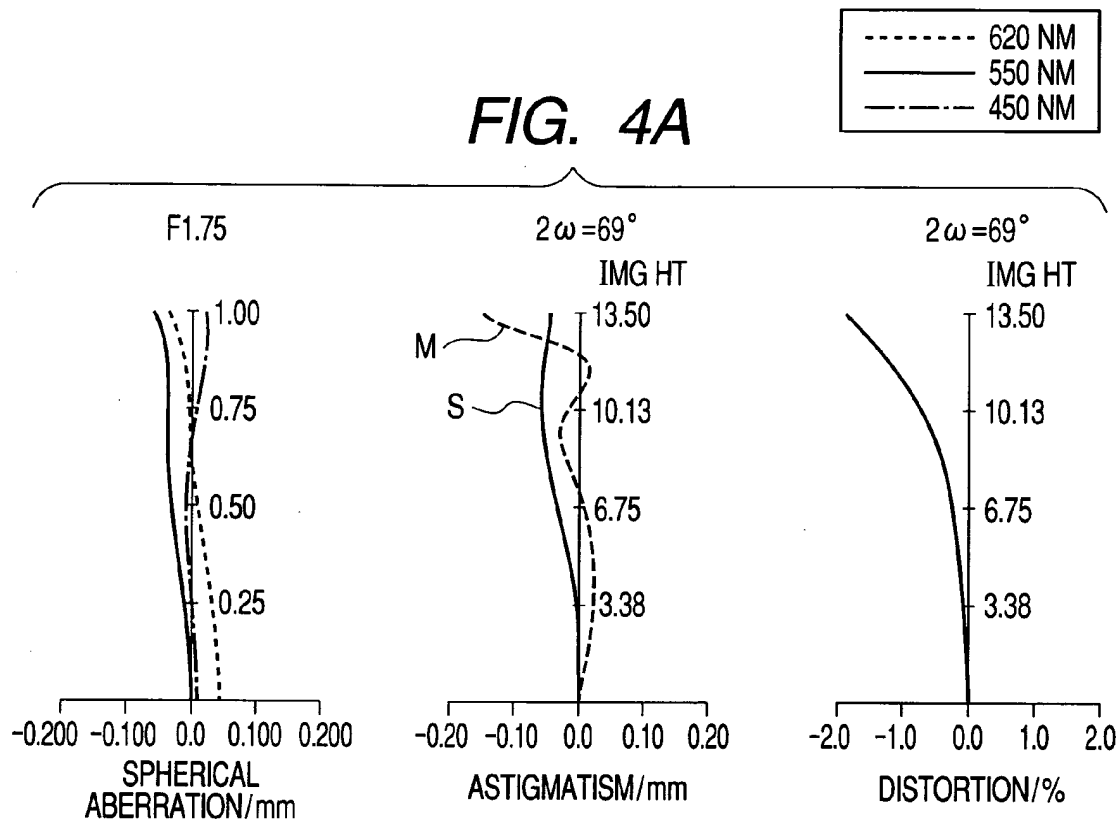 620 NM
550 NM
450 NM
FIG. 4A
F1.75
1.00
0.75
0.50
0.25
-0.200 -0.100 0.0 0.100 0.200
SPHERICAL
ABERRATION/mm
2ω=69°
IMG HT
13.50
M
S
10.13
6.75
3.38
-0.20 -0.10 0.0 0.10 0.20
ASTIGMATISM/mm
2ω=69°
IMG HT
13.50
10.13
6.75
3.38
-2.0 -1.0 0.0 1.0 2.0
DISTORTION/%